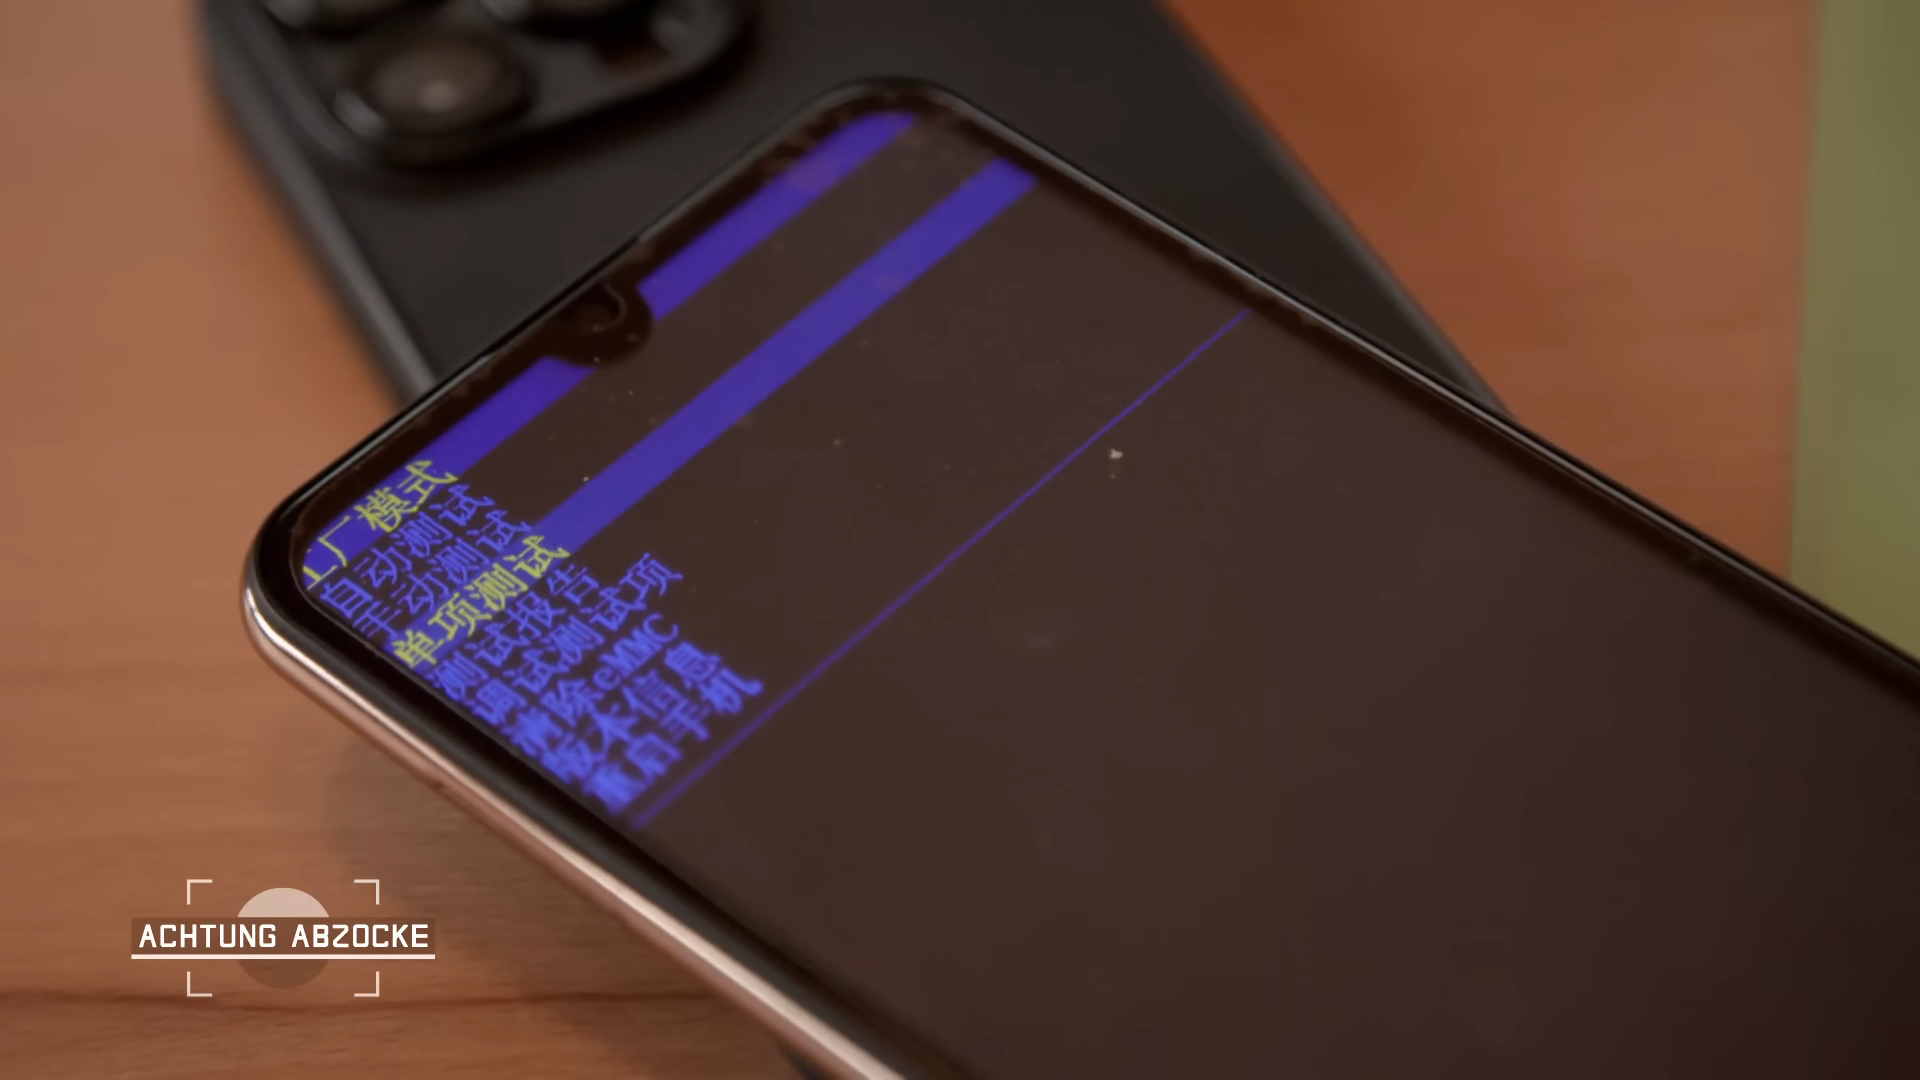 工厂模式
自动测试
手动测试
单项测试
测试报告
调试测试项
清除eMMC
版本信息
重启手机
ACHTUNG ABZOCKE